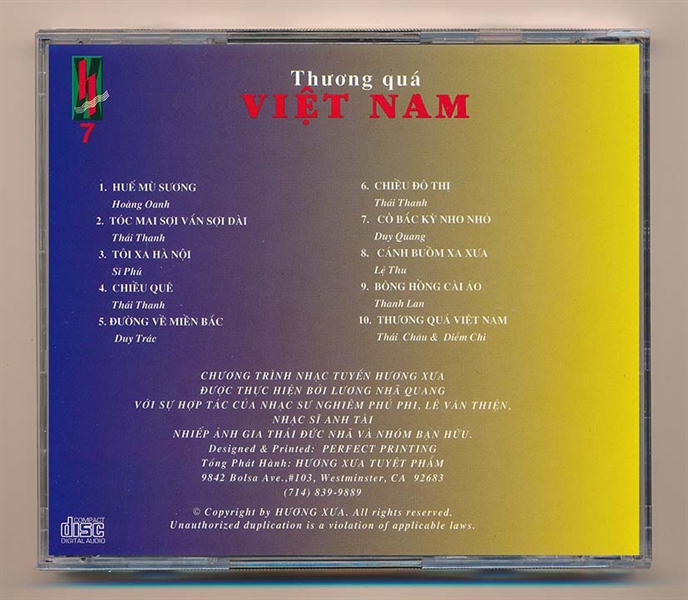 h
7
Thương quá
VIỆT NAM
1. HUẾ MÙ SƯƠNG
Hoàng Oanh
2. TÓC MAI SỢI VẮN SỢI DÀI
Thái Thanh
3. TÔI XA HÀ NỘI
Sĩ Phú
4. CHIỀU QUÊ
Thái Thanh
5. ĐƯỜNG VỀ MIỀN BẮC
Duy Trác
6. CHIỀU ĐÔ THỊ
Thái Thanh
7. CÔ BẮC KỲ NHO NHỎ
Duy Quang
8. CÁNH BUỒM XA XƯA
Lệ Thu
9. BÔNG HỒNG CÀI ÁO
Thanh Lan
10. THƯƠNG QUÁ VIỆT NAM
Thái Châu & Diễm Chi
CHƯƠNG TRÌNH NHẠC TUYỂN HƯƠNG XƯA
ĐƯỢC THỰC HIỆN BỞI LƯƠNG NHÃ QUANG
VỚI SỰ HỢP TÁC CỦA NHẠC SƯ NGHIÊM PHÚ PHI, LÊ VĂN THIỆN,
NHẠC SĨ ANH TÀI
NHIẾP ẢNH GIA THÁI ĐỨC NHÃ VÀ NHÓM BẠN HỮU.
Designed & Printed: PERFECT PRINTING
Tổng Phát Hành: HƯƠNG XƯA TUYỆT PHẨM
9842 Bolsa Ave.,#103, Westminster, CA 92683
(714) 839-9889
© Copyright by HƯƠNG XƯA. All rights reserved.
Unauthorized duplication is a violation of applicable laws.
COMPACT
disc
DIGITAL AUDIO